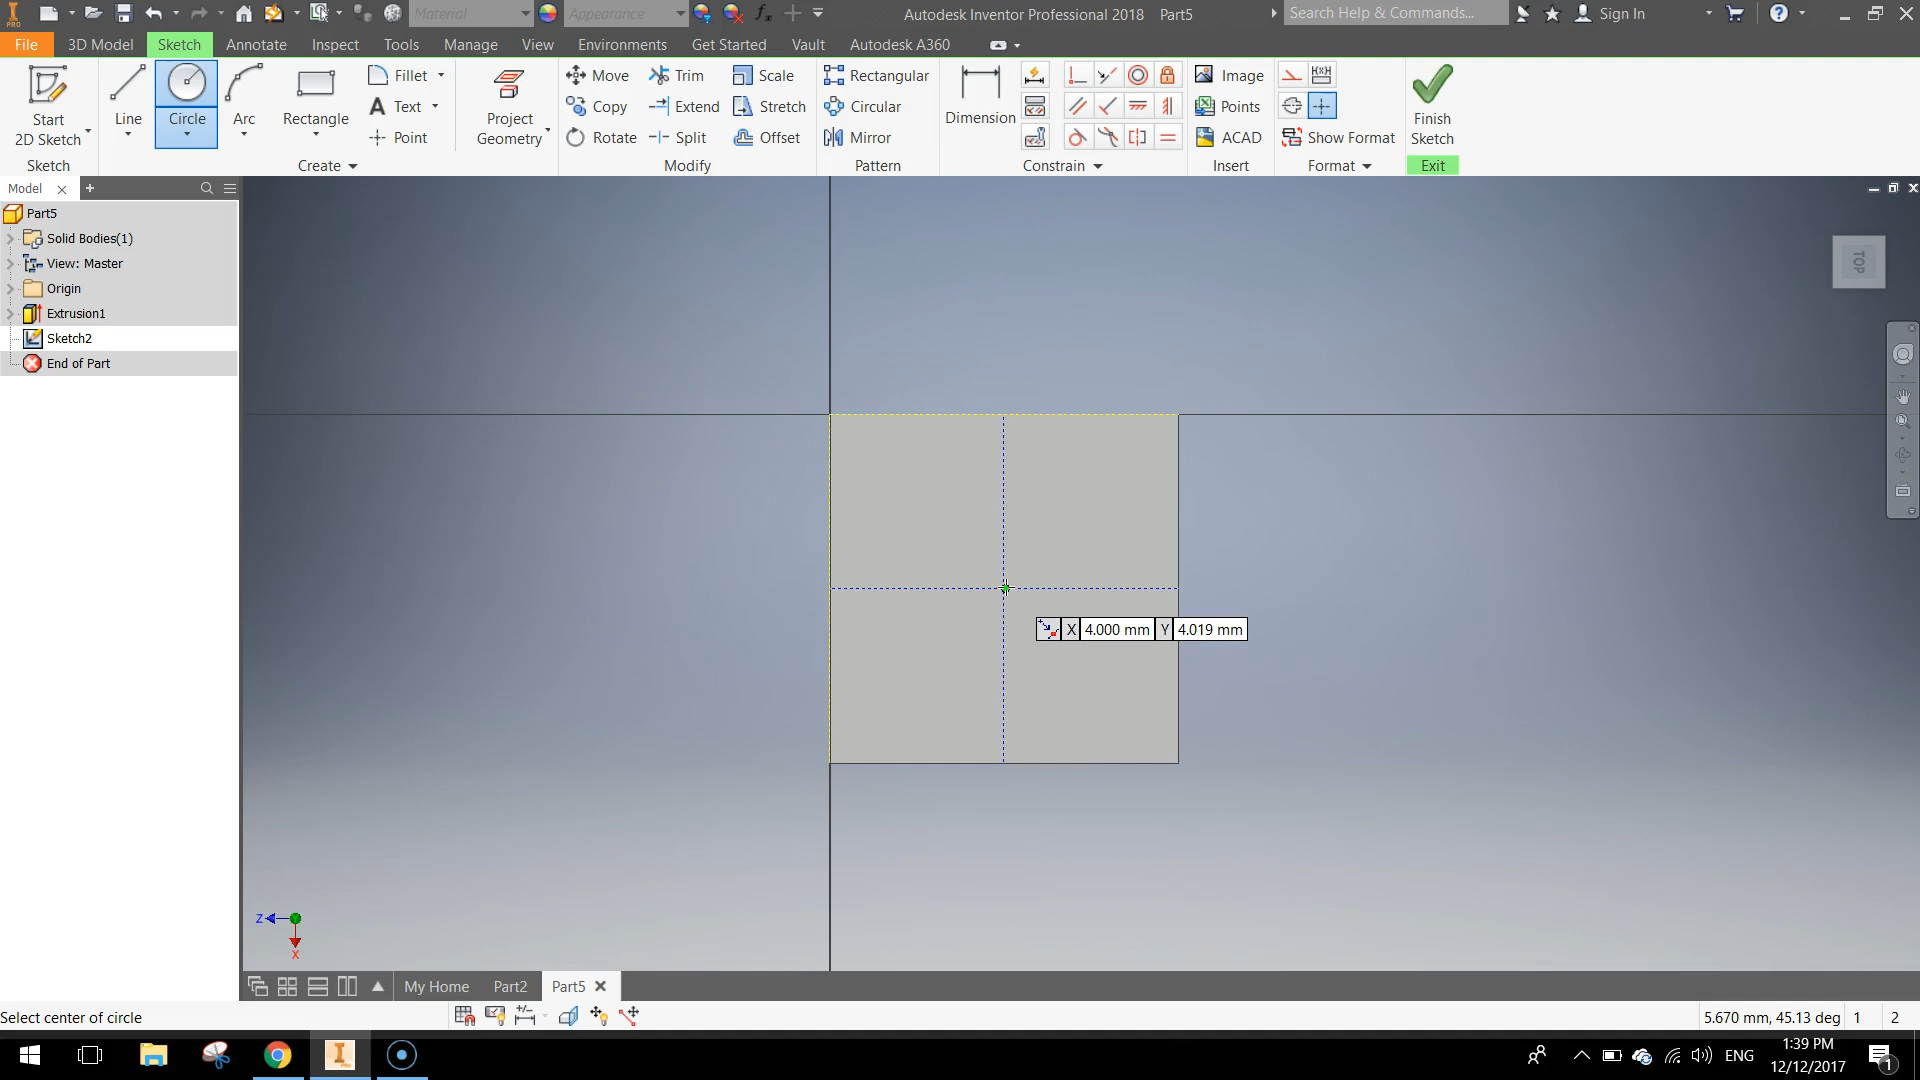 PRO
Material
Appearance
fx
Autodesk Inventor Professional 2018 Part5
Search Help & Commands...
Sign In
File 3D Model Sketch Annotate Inspect Tools Manage View Environments Get Started Vault Autodesk A360
Start
2D Sketch
Line
Circle
Arc
Rectangle
Fillet
Text
Point
Project
Geometry
Move
Copy
Rotate
Trim
Extend
Split
Scale
Stretch
Offset
Rectangular
Circular
Mirror
Dimension
Image
Points
ACAD
Show Format
Finish
Sketch
Sketch Create Modify Pattern Constrain Insert Format Exit
Model
Part5
Solid Bodies(1)
View: Master
Origin
Extrusion1
Sketch2
End of Part
TOP
X 4.000 mm Y 4.019 mm
Z
X
My Home Part2 Part5
Select center of circle
5.670 mm, 45.13 deg 1 2
ENG
1:39 PM
12/12/2017
1